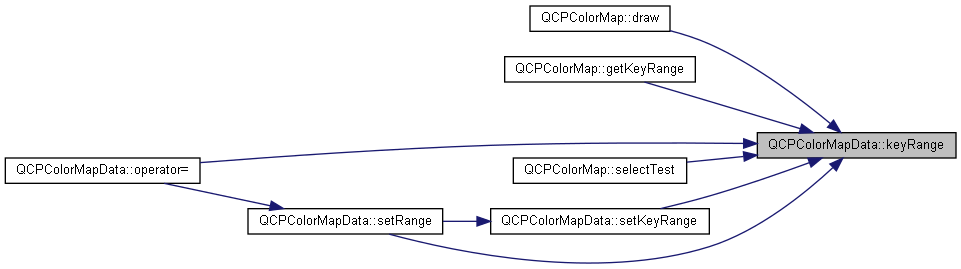 QCPColorMap::draw
QCPColorMap::getKeyRange
QCPColorMapData::keyRange
QCPColorMapData::operator=
QCPColorMap::selectTest
QCPColorMapData::setRange
QCPColorMapData::setKeyRange